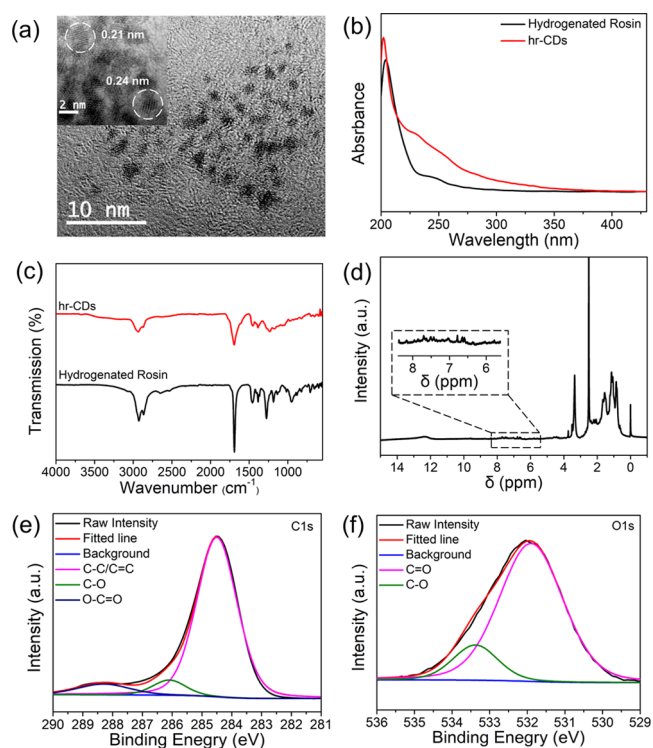 (a)
0.21 nm
0.24 nm
2 nm
10 nm
(b)
Hydrogenated Rosin
hr-CDs
Absrbance
200 250 300 350 400
Wavelength (nm)
(c)
hr-CDs
Hydrogenated Rosin
Transmission (%)
4000 3500 3000 2500 2000 1500 1000
Wavenumber (cm-1)
(d)
Intensity (a.u.)
8 7 6
δ (ppm)
14 12 10 8 6 4 2 0
δ (ppm)
(e)
C1s
Raw Intensity
Fitted line
Background
C-C/C=C
C-O
O-C=O
Intensity (a.u.)
290 289 288 287 286 285 284 283 282 281
Binding Enegry (eV)
(f)
O1s
Raw Intensity
Fitted line
Background
C=O
C-O
Intensity (a.u.)
536 535 534 533 532 531 530 529
Binding Enegry (eV)